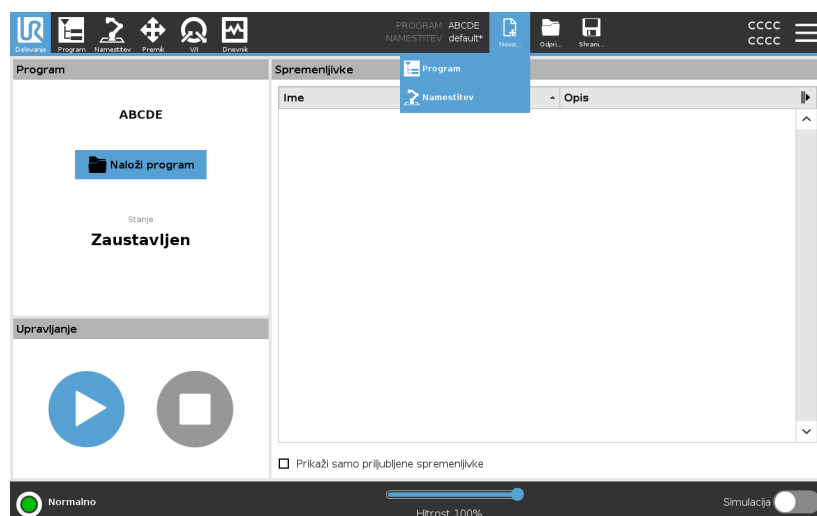 UR
Delovanje
Program
Namestitev
Premik
V/I
Dnevnik
PROGRAM ABCDE
NAMESTITEV default*
Novo...
Odpri...
Shrani...
CCCC
CCCC
Program
Namestitev
Program
ABCDE
Naloži program
Stanje
Zaustavljen
Upravljanje
Spremenljivke
Ime
Opis
Prikaži samo priljubljene spremenljivke
Normalno
Hitrost 100%
Simulacija